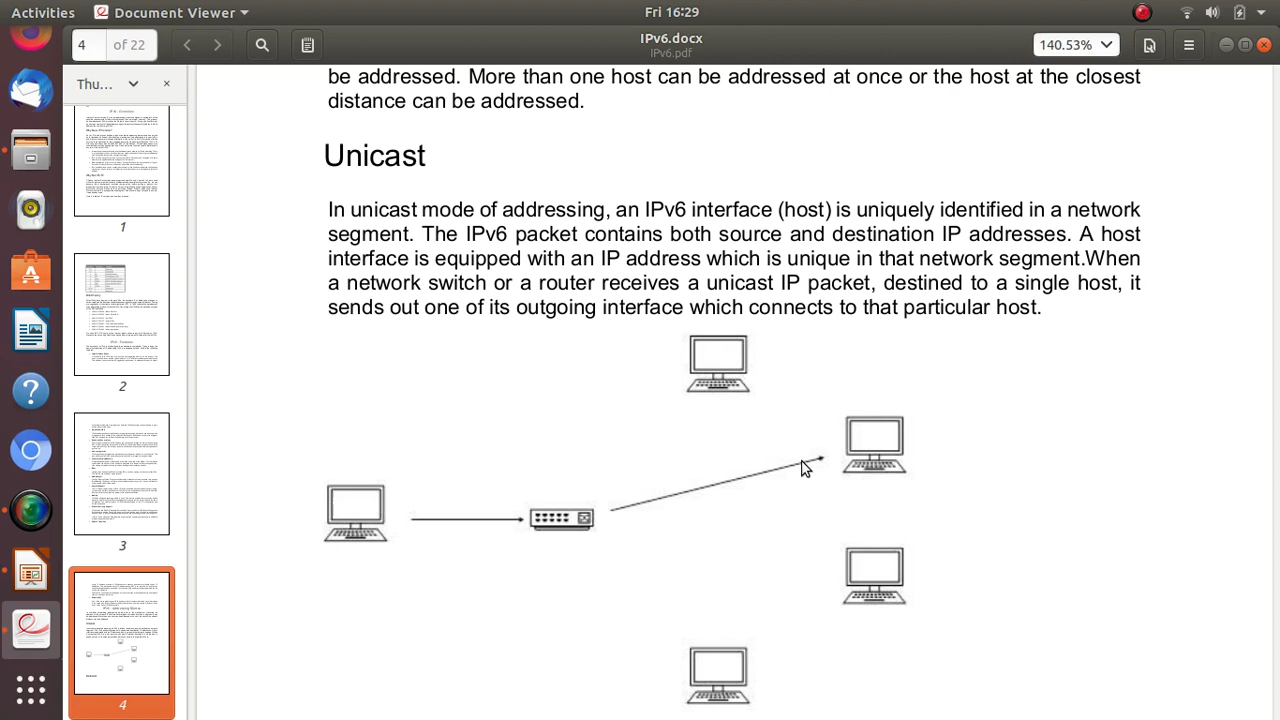 Activities Document Viewer Fri 16:29
4 of 22 IPv6.docx 140.53%
IPv6.pdf
Thu...
1
2
3
4
be addressed. More than one host can be addressed at once or the host at the closest
distance can be addressed.
Unicast
In unicast mode of addressing, an IPv6 interface (host) is uniquely identified in a network
segment. The IPv6 packet contains both source and destination IP addresses. A host
interface is equipped with an IP address which is unique in that network segment.When
a network switch or a router receives a unicast IP packet, destined to a single host, it
sends out one of its outgoing interface which connects to that particular host.